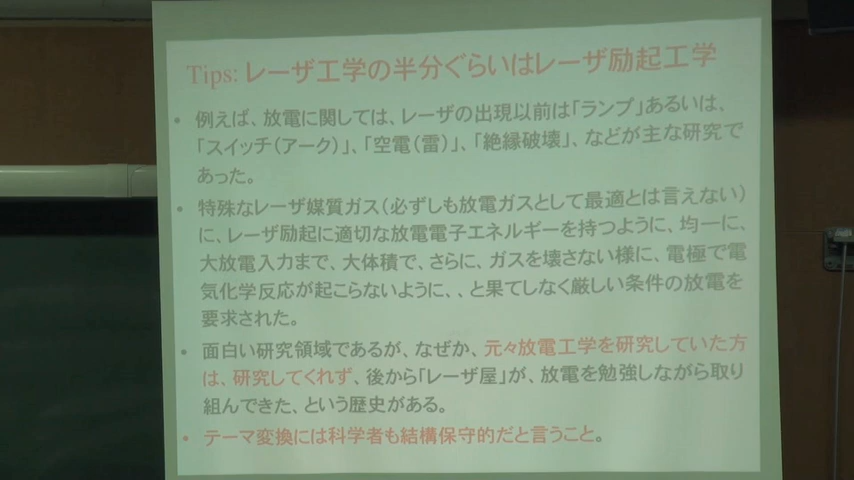 Tips: レーザ工学の半分ぐらいはレーザ励起工学
• 例えば、放電に関しては、レーザの出現以前は「ランプ」あるいは、
「スイッチ(アーク)」、「空電(雷)」、「絶縁破壊」、などが主な研究で
あった。
• 特殊なレーザ媒質ガス(必ずしも放電ガスとして最適とは言えない)
に、レーザ励起に適切な放電電子エネルギーを持つように、均一に、
大放電入力まで、大体積で、さらに、ガスを壊さない様に、電極で電
気化学反応が起こらないように、、と果てしなく厳しい条件の放電を
要求された。
• 面白い研究領域であるが、なぜか、元々放電工学を研究していた方
は、研究してくれず、後から「レーザ屋」が、放電を勉強しながら取り
組んできた、という歴史がある。
• テーマ変換には科学者も結構保守的だと言うこと。